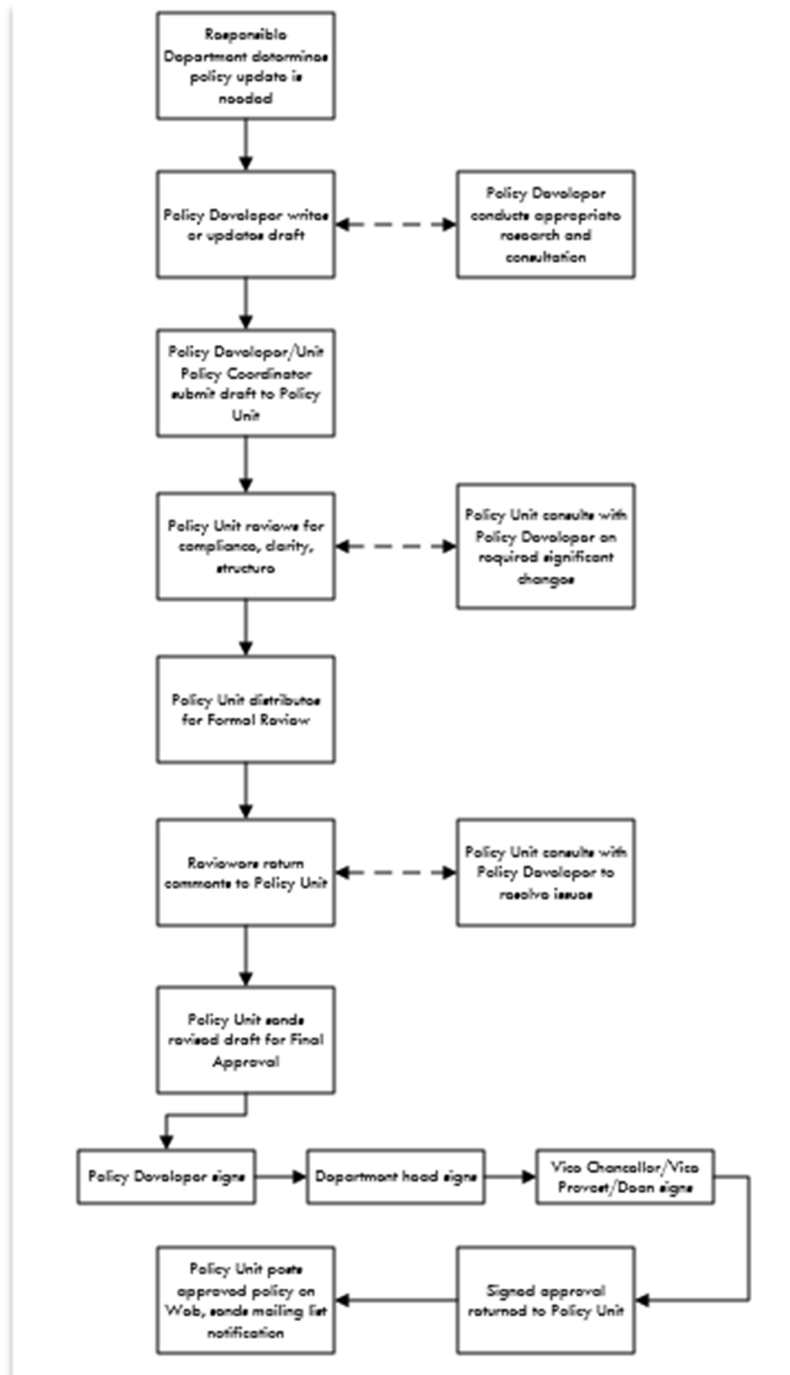 Responsible
Department determines
policy update is
needed
Policy Developer writes
or updates draft
Policy Developer
conducts appropriate
research and
consultation
Policy Developer/Unit
Policy Coordinator
submit draft to Policy
Unit
Policy Unit reviews for
compliance, clarity,
structure
Policy Unit consults with
Policy Developer on
required significant
changes
Policy Unit distributes
for Formal Review
Reviewers return
comments to Policy Unit
Policy Unit consults with
Policy Developer to
resolve issues
Policy Unit sends
revised draft for Final
Approval
Policy Developer signs
Department head signs
Vice Chancellor/Vice
Provost/Dean signs
Policy Unit posts
approved policy on
Web, sends mailing list
notification
Signed approval
returned to Policy Unit